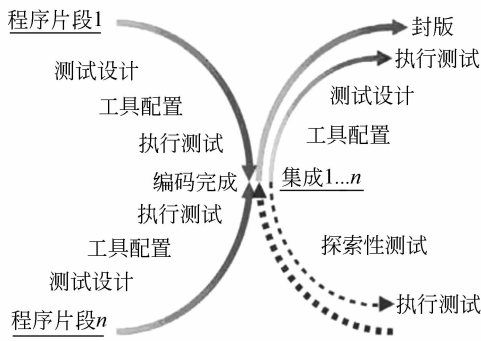 程序片段1
测试设计
工具配置
执行测试
编码完成
执行测试
工具配置
测试设计
程序片段n
封版
执行测试
测试设计
工具配置
集成1...n
探索性测试
执行测试